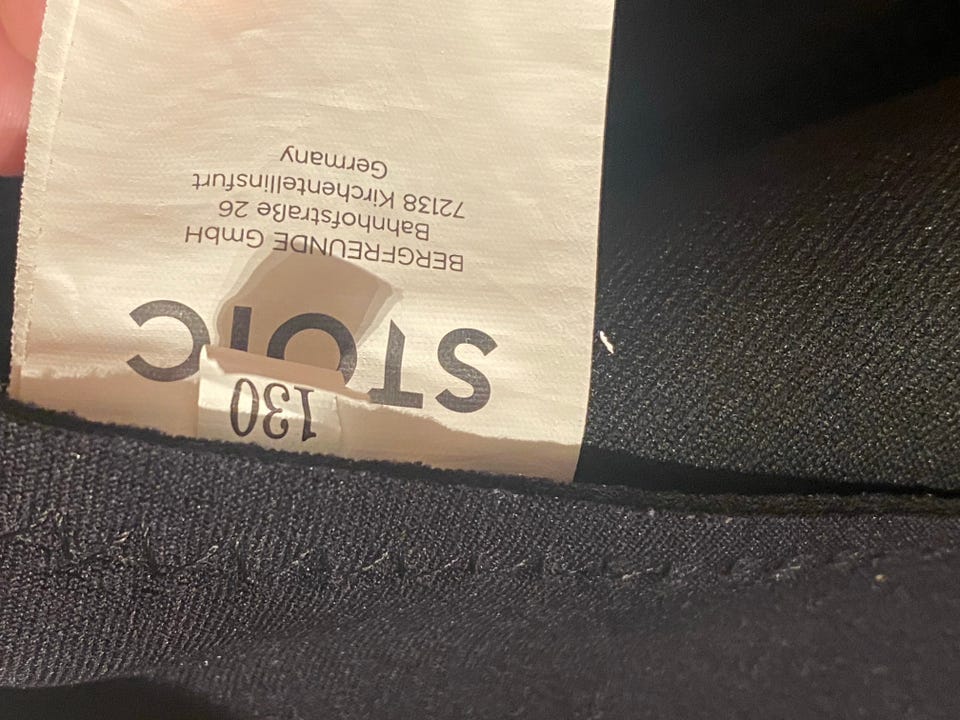 130
STOIC
BERGFREUNDE GmbH
Bahnhofstraße 26
72138 Kirchentellinsfurt
Germany